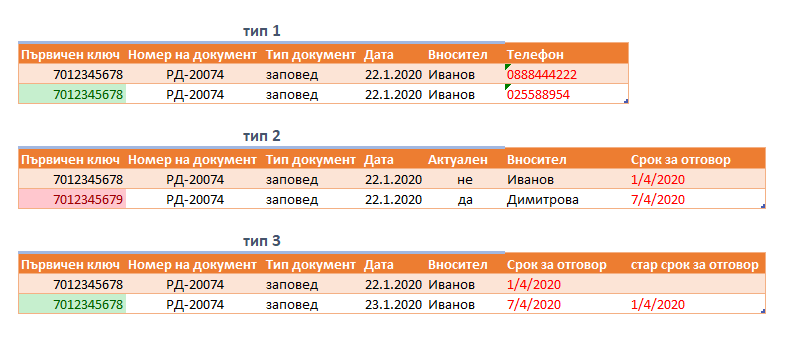 тип 1
Първичен ключ Номер на документ Тип документ Дата Вносител Телефон
7012345678 РД-20074 заповед 22.1.2020 Иванов 0888444222
7012345678 РД-20074 заповед 22.1.2020 Иванов 025588954
тип 2
Първичен ключ Номер на документ Тип документ Дата Актуален Вносител Срок за отговор
7012345678 РД-20074 заповед 22.1.2020 не Иванов 1/4/2020
7012345679 РД-20074 заповед 22.1.2020 да Димитрова 7/4/2020
тип 3
Първичен ключ Номер на документ Тип документ Дата Вносител Срок за отговор стар срок за отговор
7012345678 РД-20074 заповед 22.1.2020 Иванов 1/4/2020
7012345678 РД-20074 заповед 23.1.2020 Иванов 7/4/2020 1/4/2020